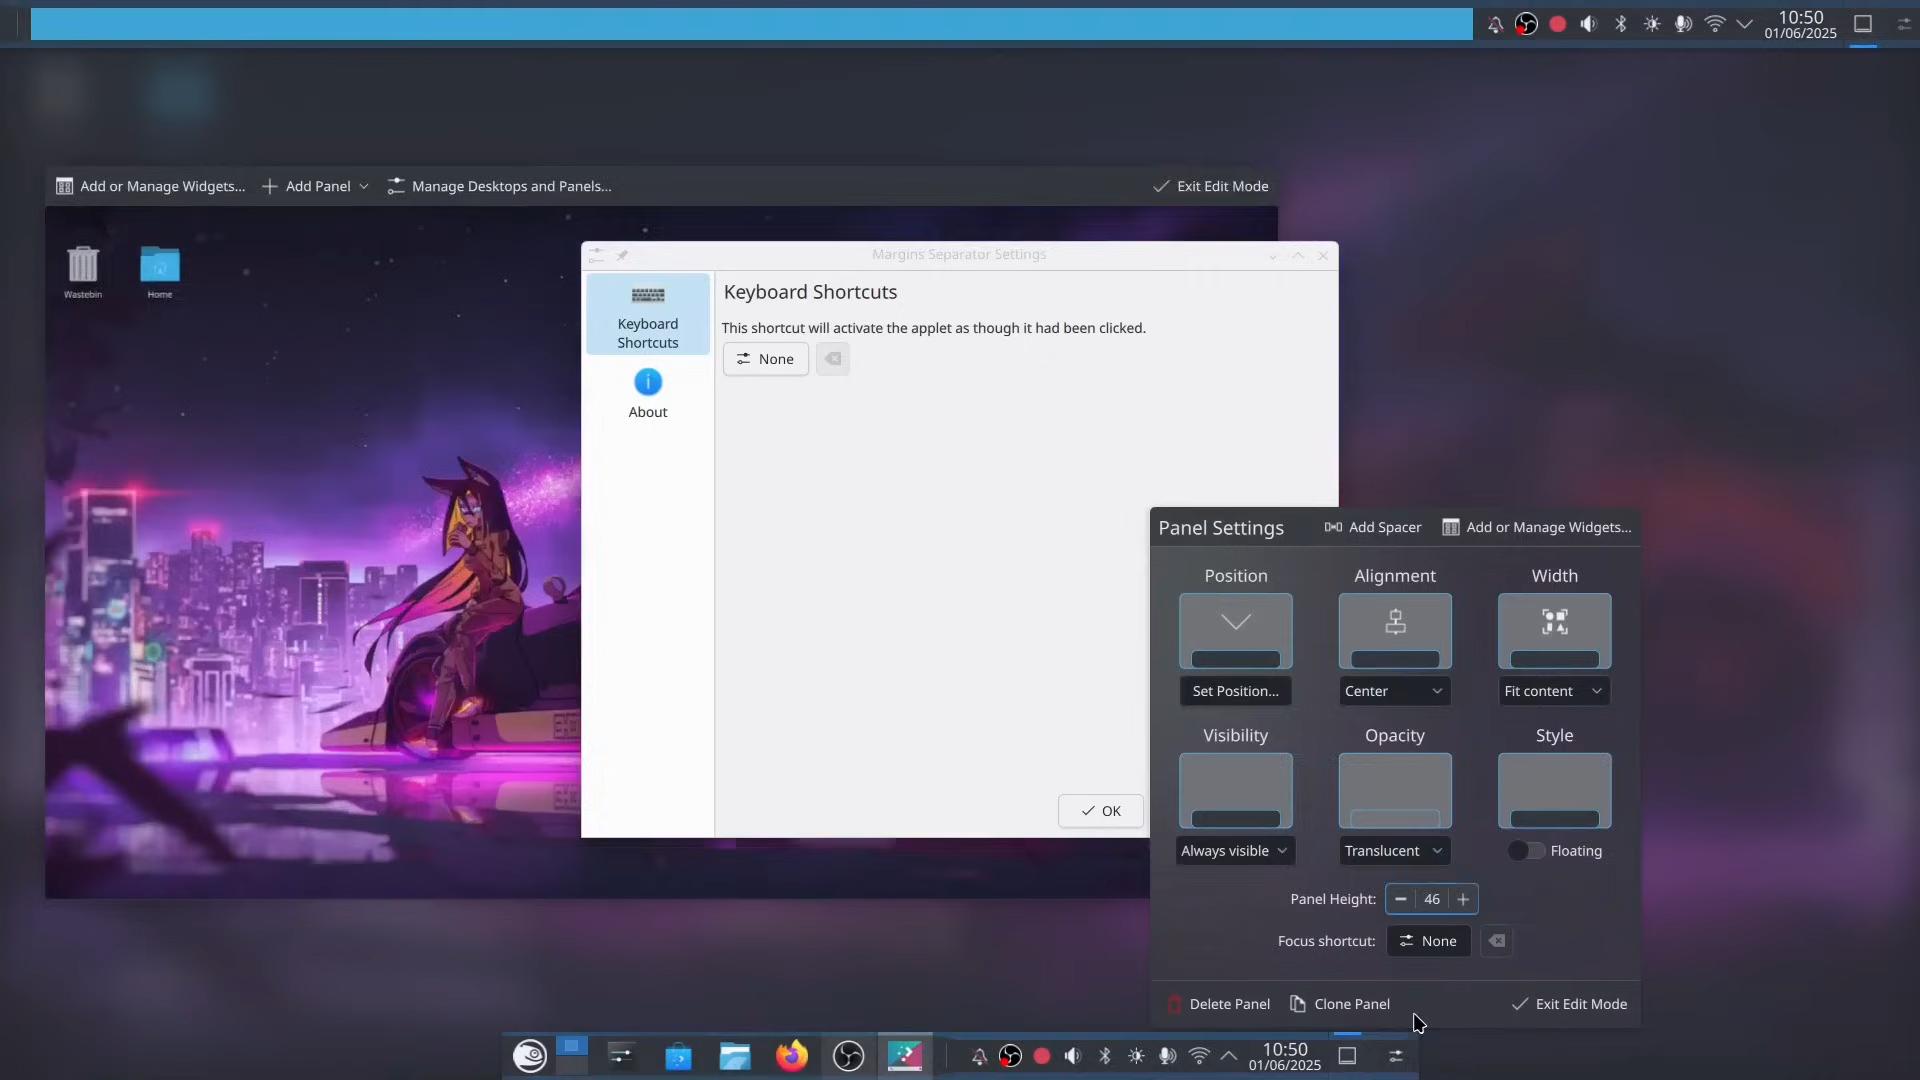 10:50
01/06/2025
Add or Manage Widgets...
Add Panel
Manage Desktops and Panels...
Exit Edit Mode
Wastebin
Home
Margins Separator Settings
Keyboard
Shortcuts
About
Keyboard Shortcuts
This shortcut will activate the applet as though it had been clicked.
None
OK
Panel Settings
Add Spacer
Add or Manage Widgets...
Position
Alignment
Width
Set Position...
Center
Fit content
Visibility
Opacity
Style
Always visible
Translucent
Floating
Panel Height:
46
Focus shortcut:
None
Delete Panel
Clone Panel
Exit Edit Mode
10:50
01/06/2025